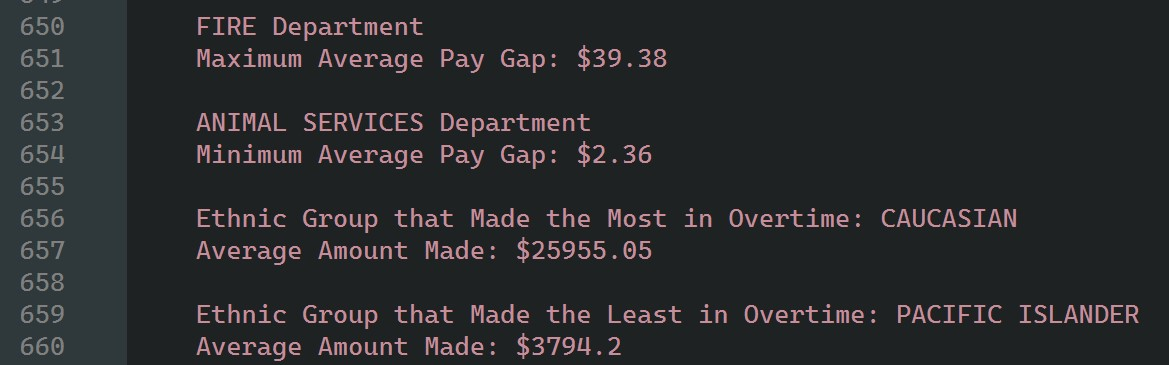 650 FIRE Department
651 Maximum Average Pay Gap: $39.38
652
653 ANIMAL SERVICES Department
654 Minimum Average Pay Gap: $2.36
655
656 Ethnic Group that Made the Most in Overtime: CAUCASIAN
657 Average Amount Made: $25955.05
658
659 Ethnic Group that Made the Least in Overtime: PACIFIC ISLANDER
660 Average Amount Made: $3794.2